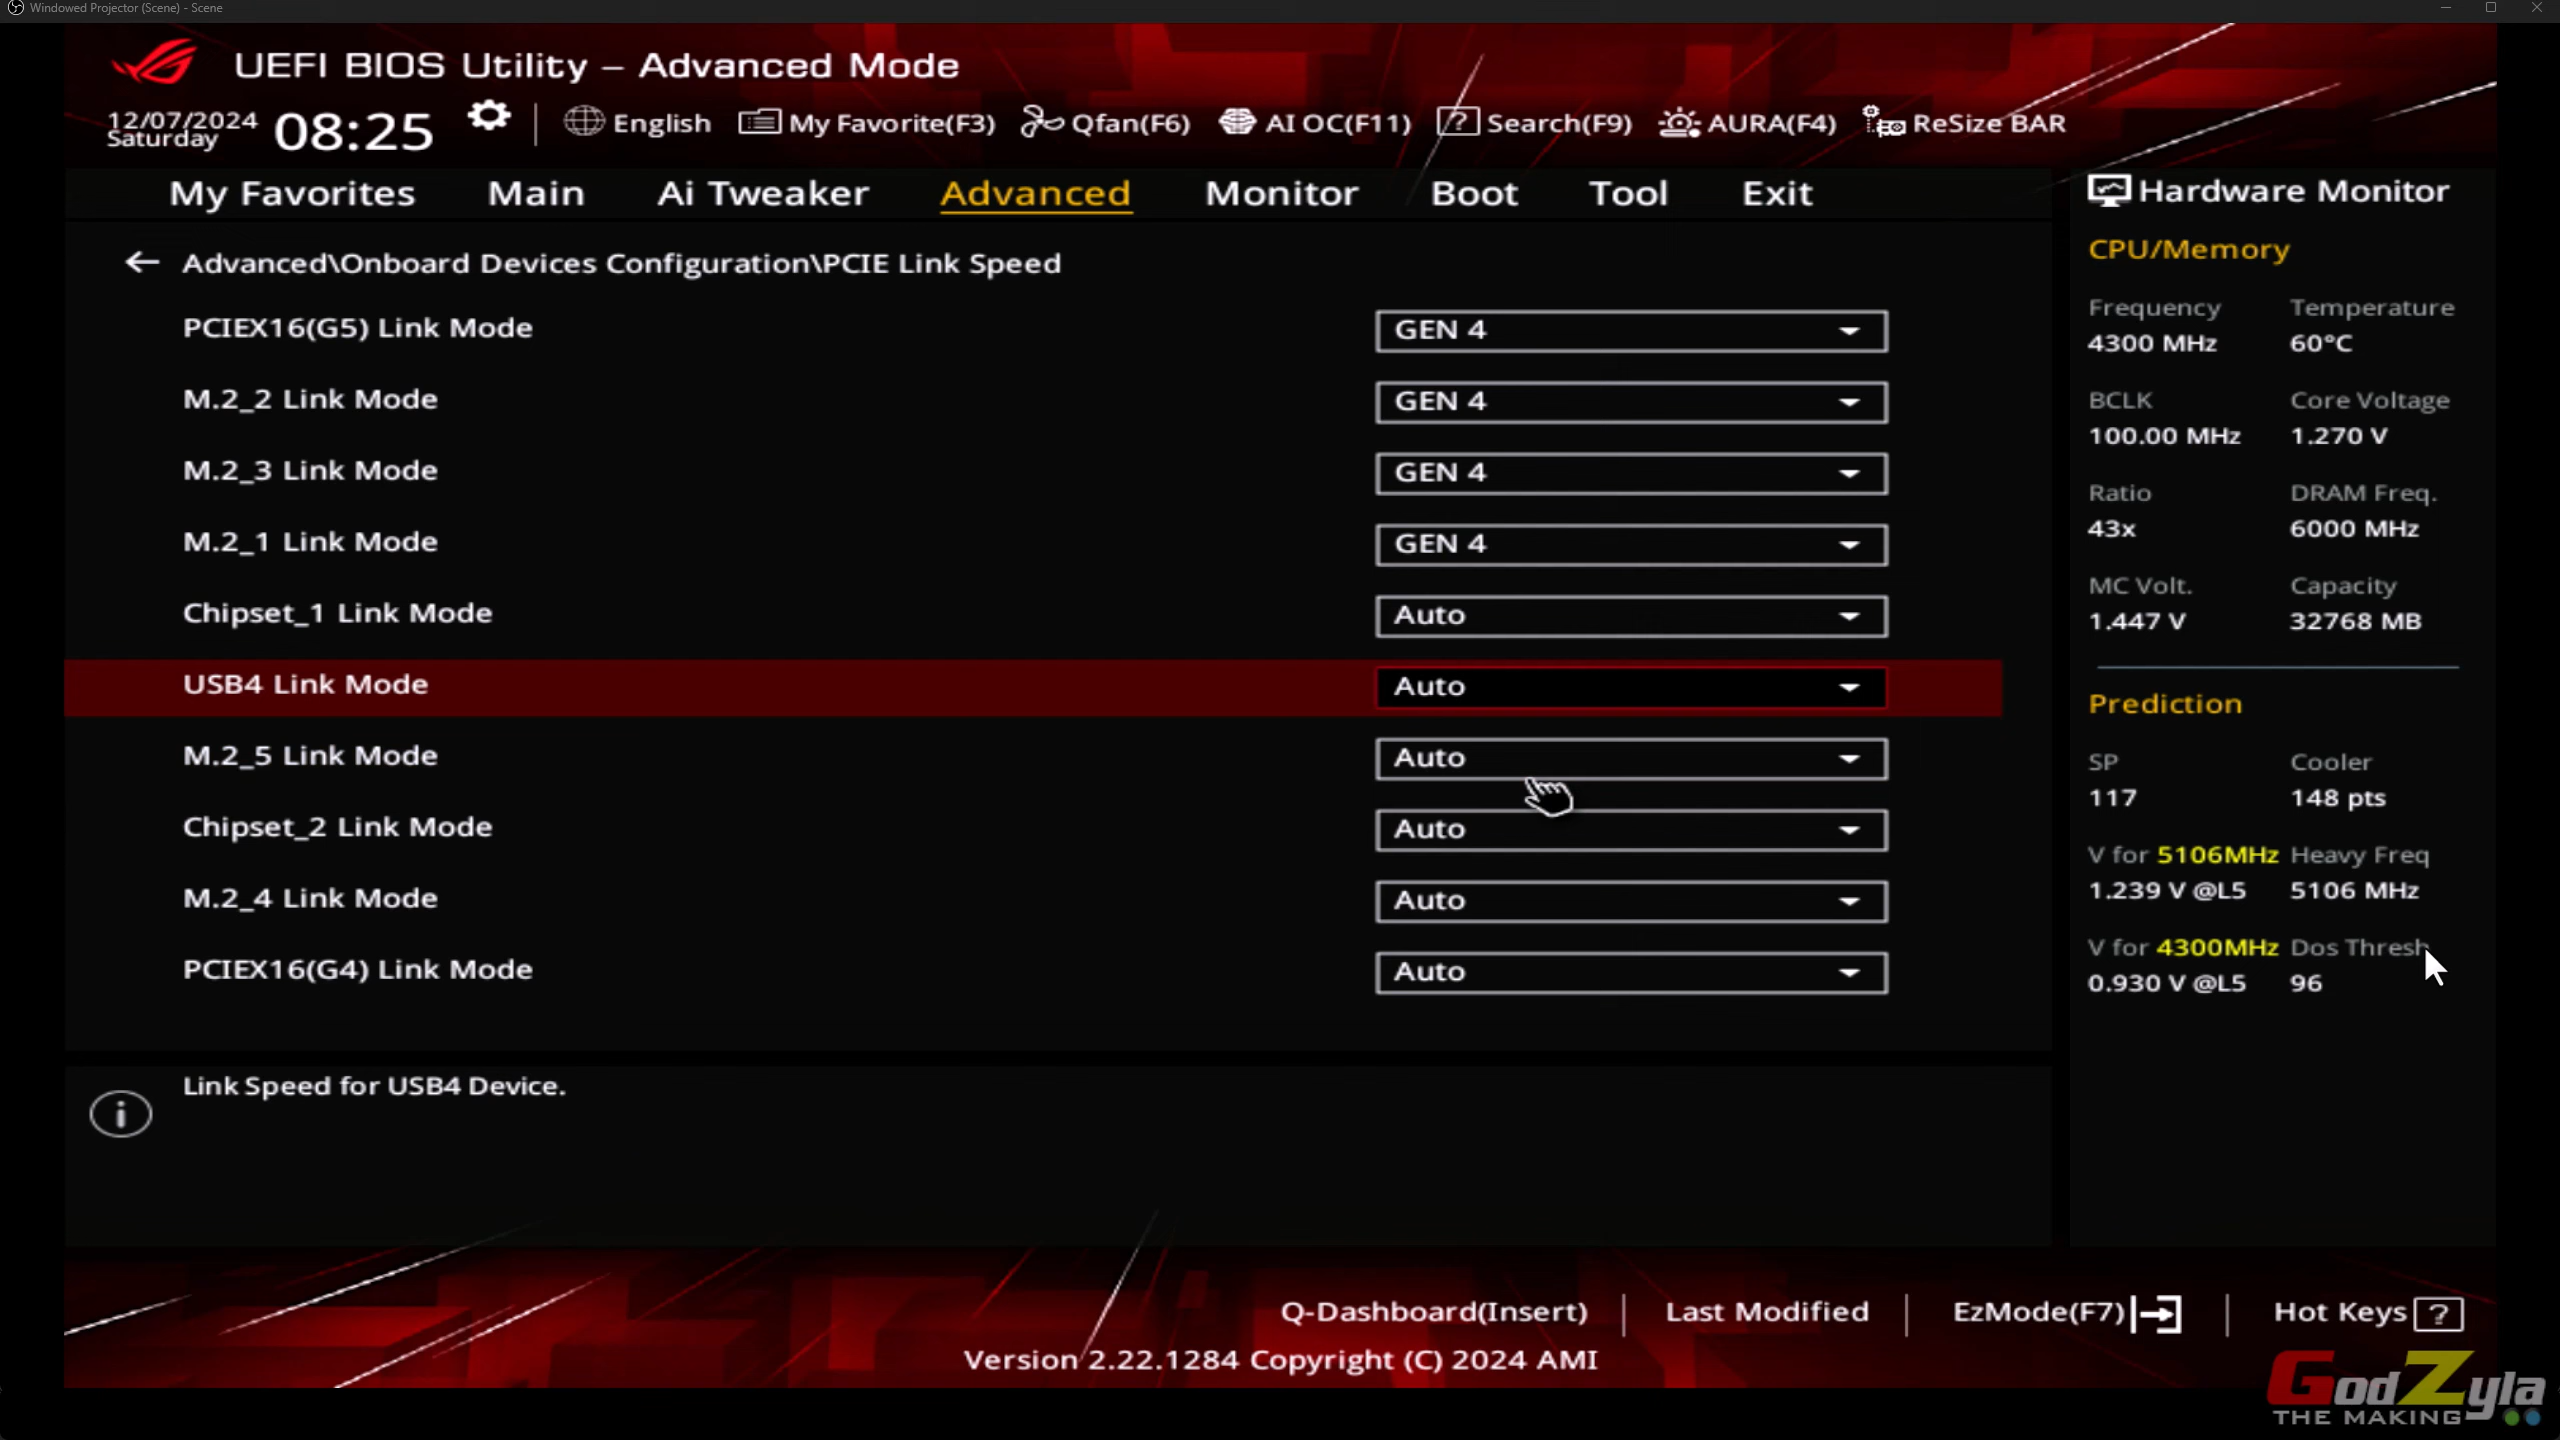 Windowed Projector (Scene) - Scene
UEFI BIOS Utility – Advanced Mode
12/07/2024
Saturday
08:25
English
My Favorite(F3)
Qfan(F6)
AI OC(F11)
Search(F9)
AURA(F4)
ReSize BAR
My Favorites
Main
Ai Tweaker
Advanced
Monitor
Boot
Tool
Exit
Advanced\Onboard Devices Configuration\PCIE Link Speed
PCIEX16(G5) Link Mode GEN 4
M.2_2 Link Mode GEN 4
M.2_3 Link Mode GEN 4
M.2_1 Link Mode GEN 4
Chipset_1 Link Mode Auto
USB4 Link Mode Auto
M.2_5 Link Mode Auto
Chipset_2 Link Mode Auto
M.2_4 Link Mode Auto
PCIEX16(G4) Link Mode Auto
Link Speed for USB4 Device.
Hardware Monitor
CPU/Memory
Frequency Temperature
4300 MHz 60°C
BCLK Core Voltage
100.00 MHz 1.270 V
Ratio DRAM Freq.
43x 6000 MHz
MC Volt. Capacity
1.447 V 32768 MB
Prediction
SP Cooler
117 148 pts
V for 5106MHz Heavy Freq
1.239 V @L5 5106 MHz
V for 4300MHz Dos Thresh
0.930 V @L5 96
Q-Dashboard(Insert)
Last Modified
EzMode(F7)
Hot Keys ?
Version 2.22.1284 Copyright (C) 2024 AMI
GodZyla
THE MAKING